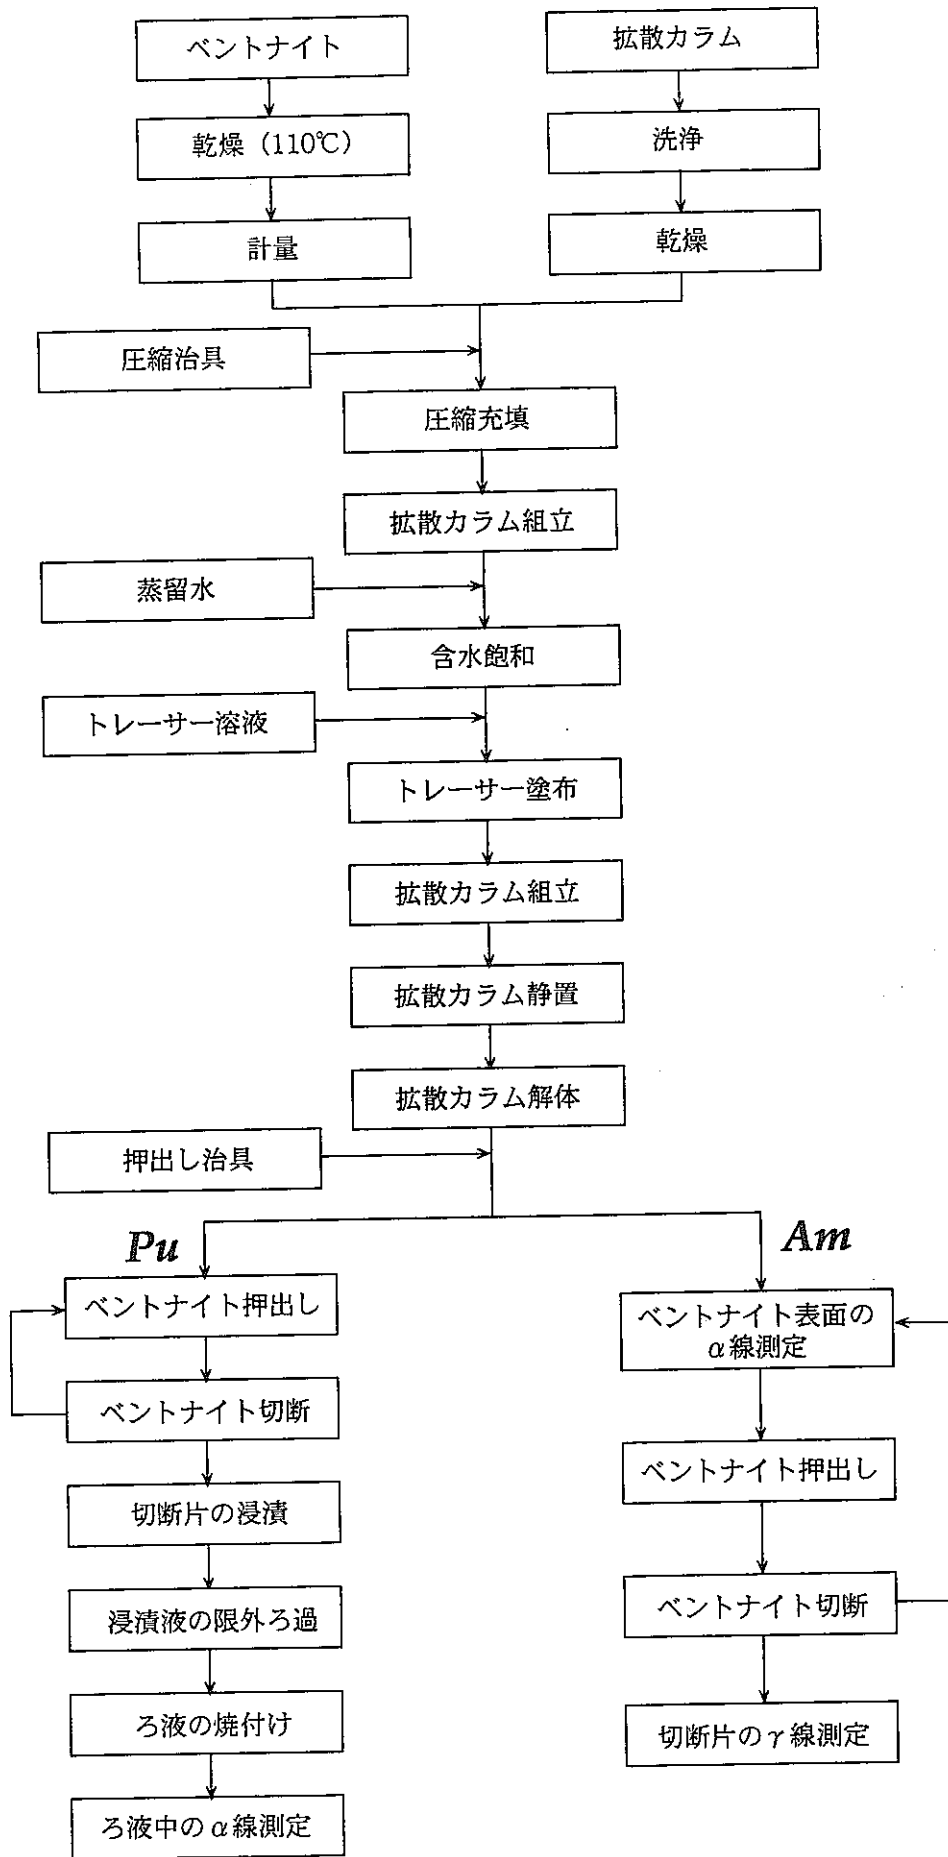 ベントナイト
拡散カラム
乾燥（110℃）
洗浄
計量
乾燥
圧縮治具
圧縮充填
拡散カラム組立
蒸留水
含水飽和
トレーサー溶液
トレーサー塗布
拡散カラム組立
拡散カラム静置
拡散カラム解体
押出し治具
Pu
Am
ベントナイト押出し
ベントナイト表面の
α線測定
ベントナイト切断
ベントナイト押出し
切断片の浸漬
ベントナイト切断
浸漬液の限外ろ過
ろ液の焼付け
切断片のγ線測定
ろ液中のα線測定